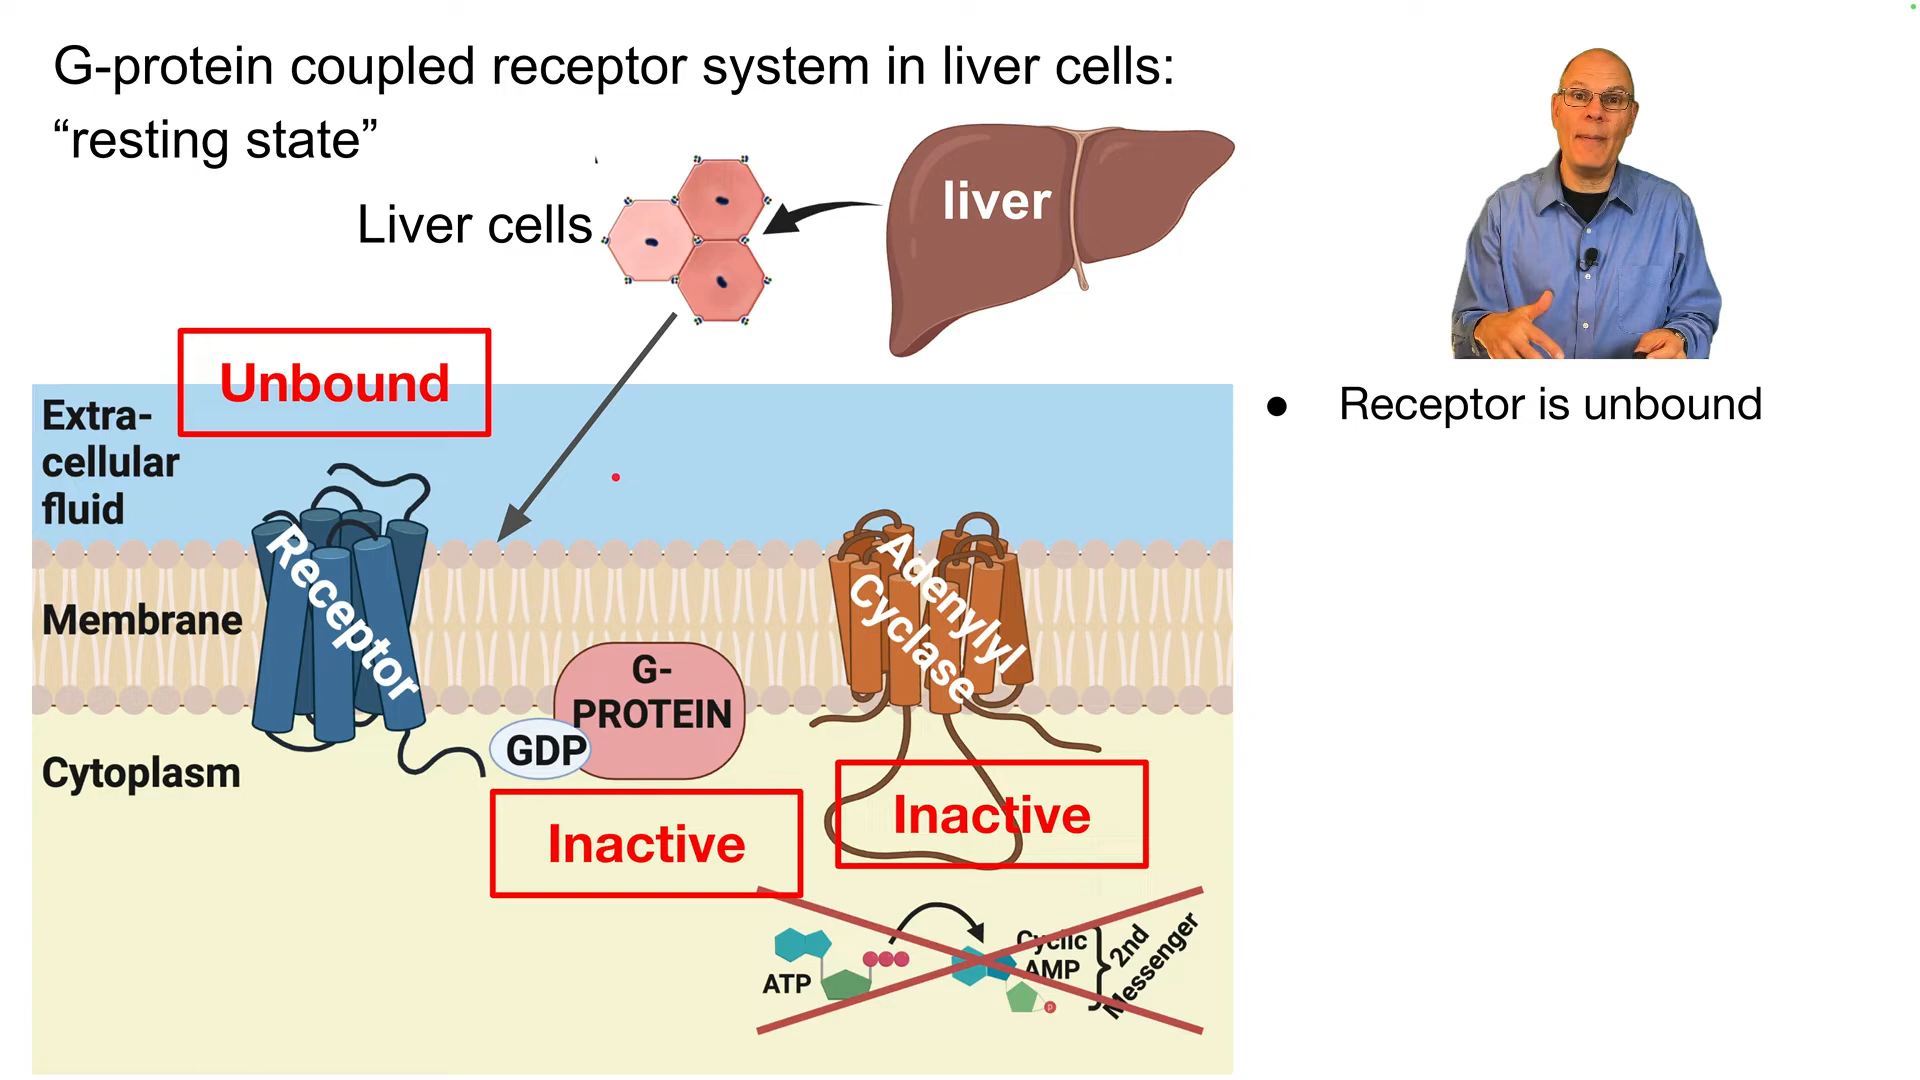 G-protein coupled receptor system in liver cells:
“resting state”
Liver cells
liver
Unbound
Extra-
cellular
fluid
Receptor
Membrane
Adenylyl
Cyclase
G-
PROTEIN
GDP
Cytoplasm
Inactive
Inactive
ATP
Cyclic
AMP
2nd
Messenger
P
● Receptor is unbound